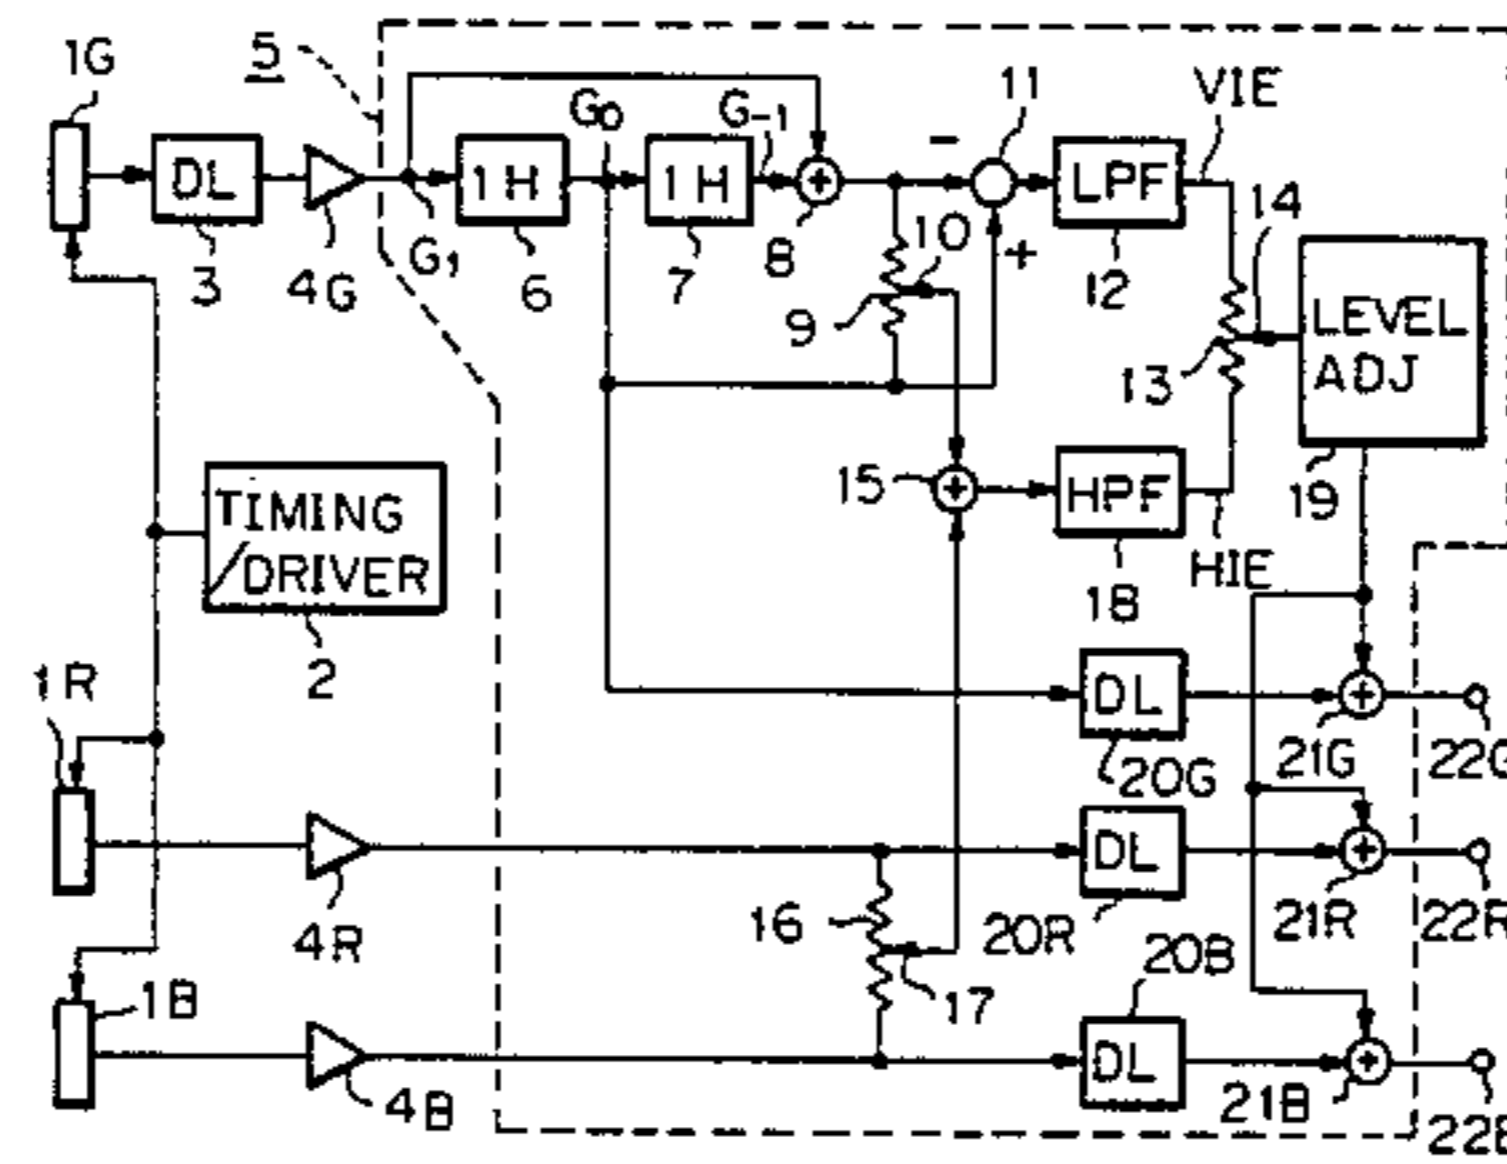 1G
5
G0
G-1
-
11
VIE
DL
1H
1H
+
LPF
14
3
4G
G1
6
7
8
10
+
12
9
13
LEVEL
ADJ
TIMING
/DRIVER
15
+
HPF
19
2
18
HIE
1R
DL
+
20G
21G
22G
DL
+
4R
16
20R
21R
22R
1B
17
20B
DL
+
4B
21B
22B